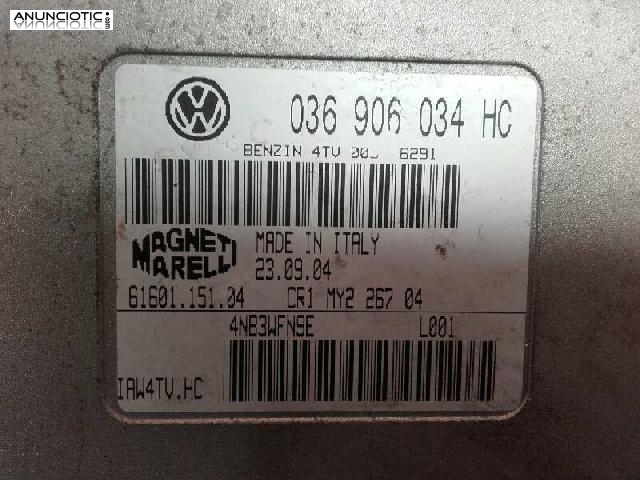 ANUNCIOTIC
.com
036 906 034 HC
BENZIN 4TV 6291
MAGNETI
MARELLI
MADE IN ITALY
23.09.04
61601.151.04 CR1 MY2 267 04
4NB3WFNSE L001
IAW4TV.HC